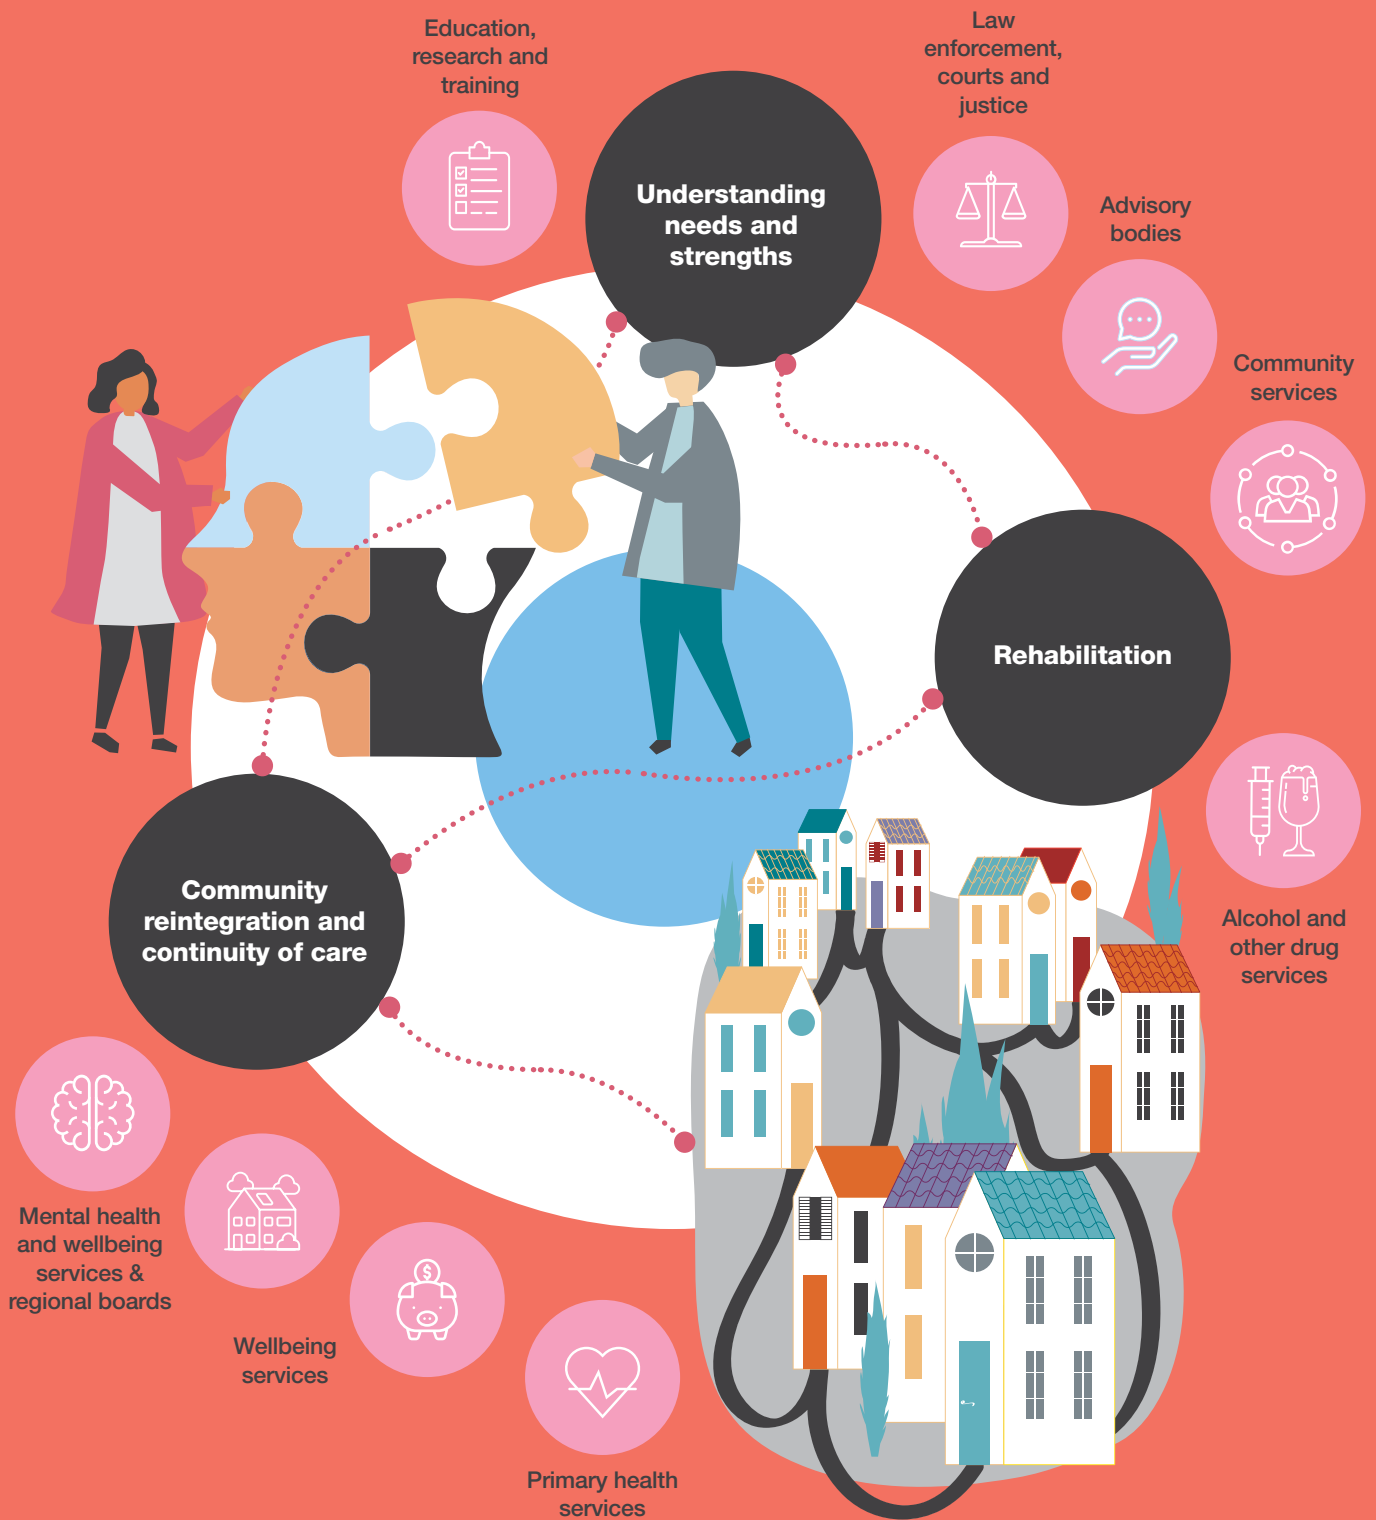 Education,
research and
training
Law
enforcement,
courts and
justice
Understanding
needs and
strengths
Advisory
bodies
Community
services
Rehabilitation
Community
reintegration and
continuity of care
Alcohol and
other drug
services
Mental health
and wellbeing
services &
regional boards
$
Wellbeing
services
Primary health
services